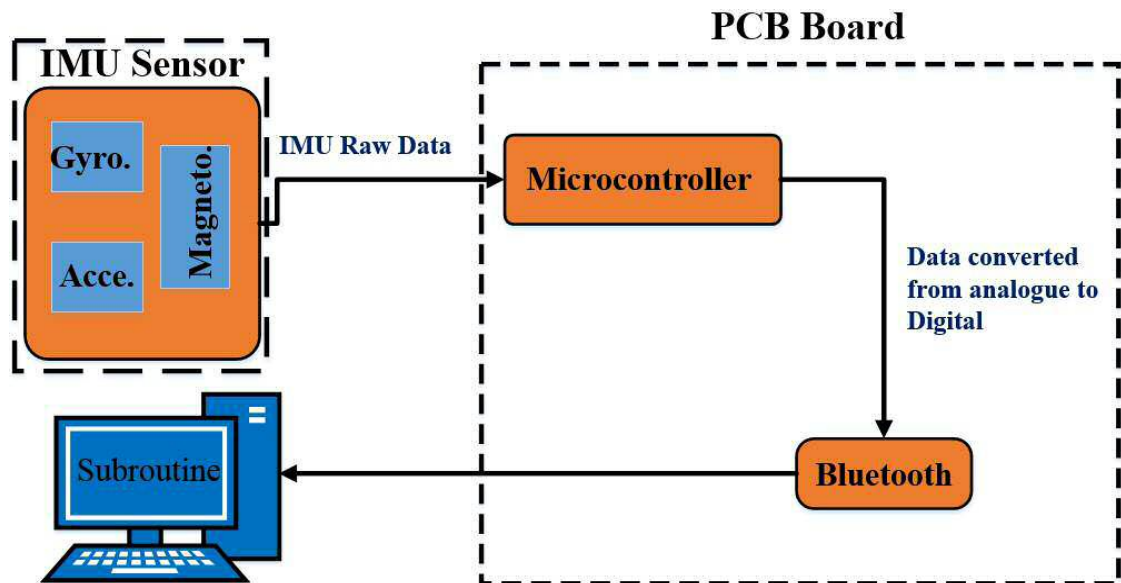 PCB Board
IMU Sensor
Gyro.
Magneto.
Acce.
IMU Raw Data
Microcontroller
Data converted
from analogue to
Digital
Subroutine
Bluetooth